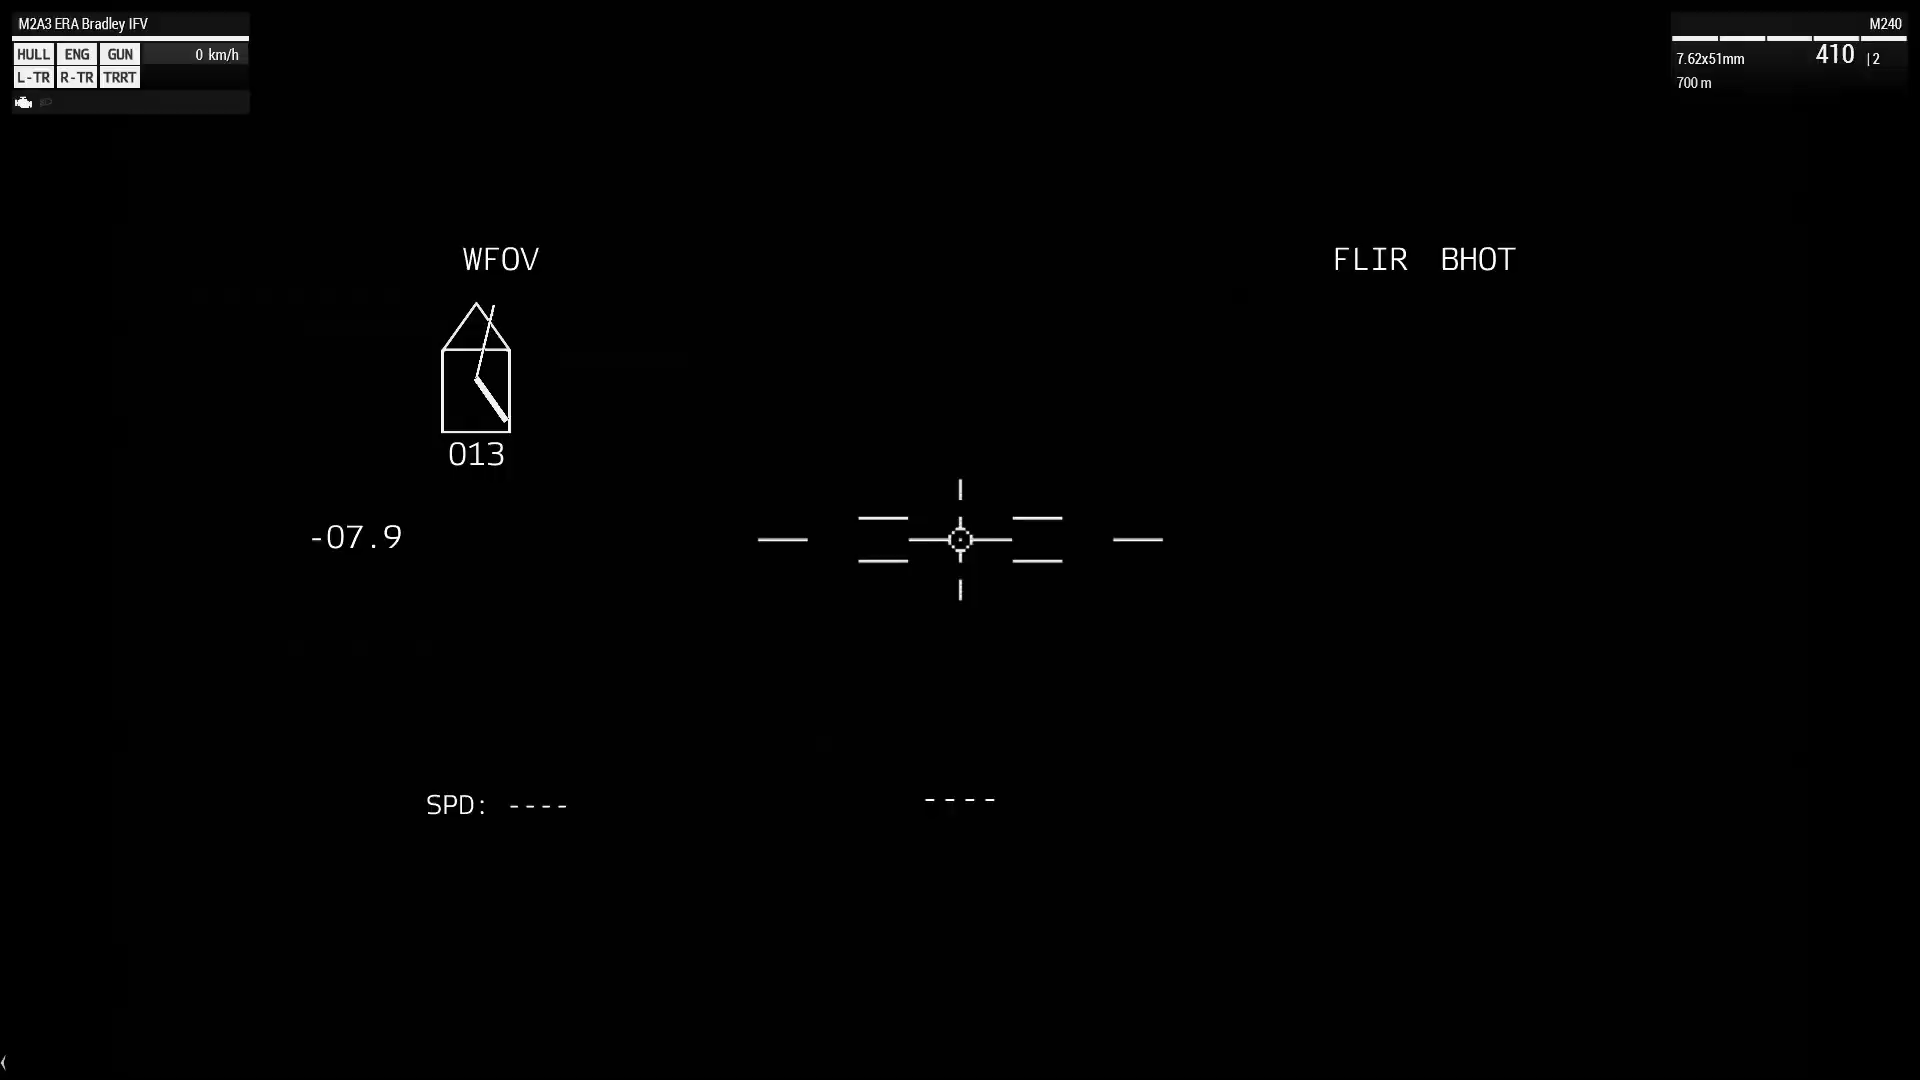 M2A3 ERA Bradley IFV
HULL ENG GUN 0 km/h
L-TR R-TR TRRT
M240
7.62x51mm 410 | 2
700 m
WFOV
FLIR BHOT
013
-07.9
SPD: ----
----